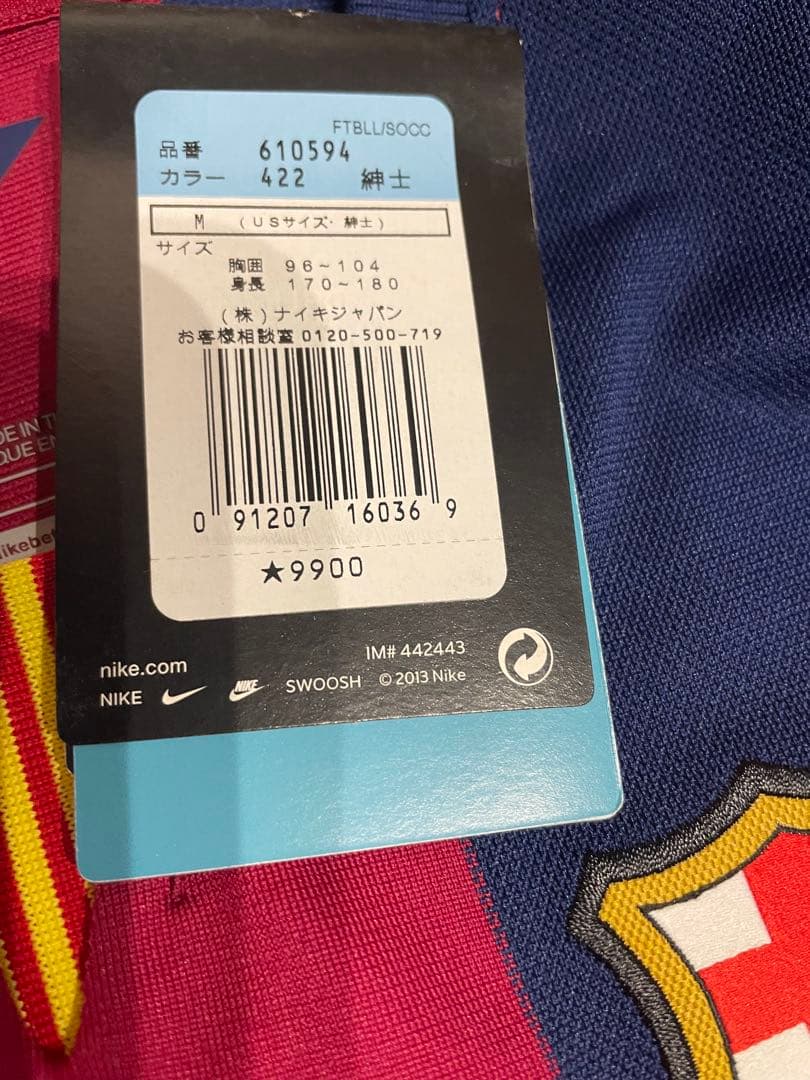 FTBLL/SOCC
品番 610594
カラー 422 紳士
M (USサイズ・紳士)
サイズ
胸囲 96~104
身長 170~180
(株)ナイキジャパン
お客様相談室 0120-500-719
0 91207 16036 9
★9900
IM# 442443
nike.com
NIKE NIKE SWOOSH © 2013 Nike